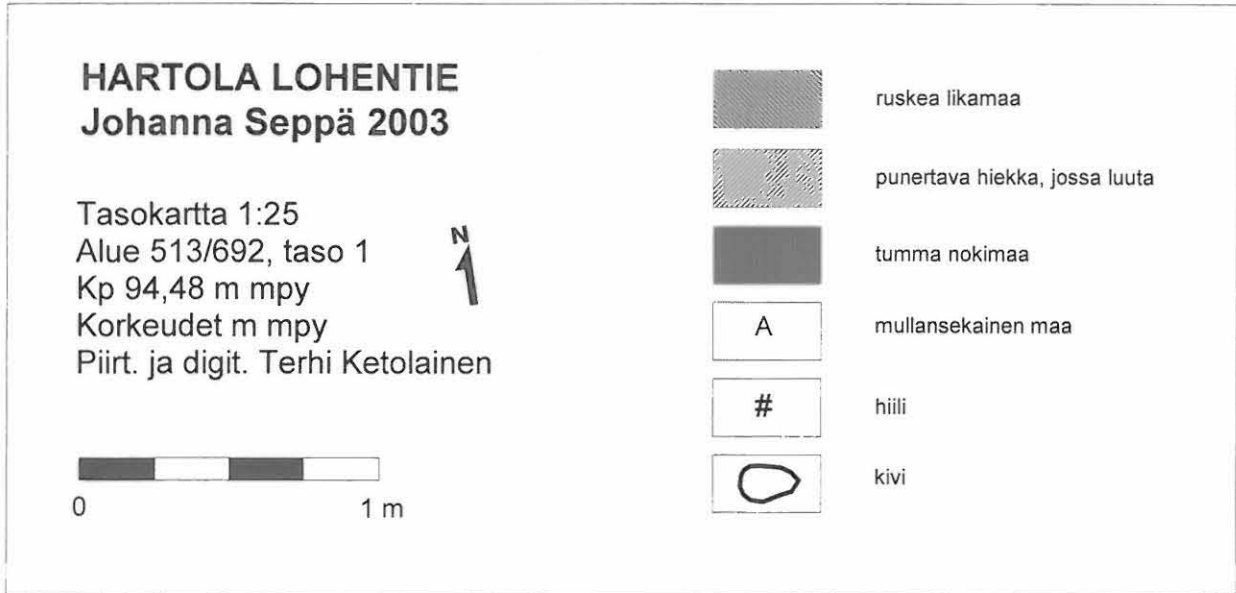 HARTOLA LOHENTIE
Johanna Seppä 2003
Tasokartta 1:25
Alue 513/692, taso 1
Kp 94,48 m mpy
Korkeudet m mpy
Piirt. ja digit. Terhi Ketolainen
N
0 1 m
ruskea likamaa
punertava hiekka, jossa luuta
tumma nokimaa
A mullansekainen maa
# hiili
kivi